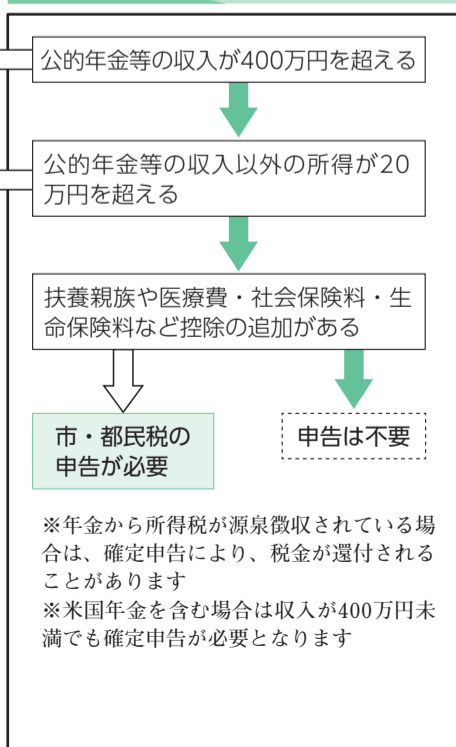 公的年金等の収入が400万円を超える
公的年金等の収入以外の所得が20
万円を超える
扶養親族や医療費・社会保険料・生
命保険料など控除の追加がある
市・都民税の
申告が必要
申告は不要
※年金から所得税が源泉徴収されている場
合は、確定申告により、税金が還付される
ことがあります
※米国年金を含む場合は収入が400万円未
満でも確定申告が必要となります